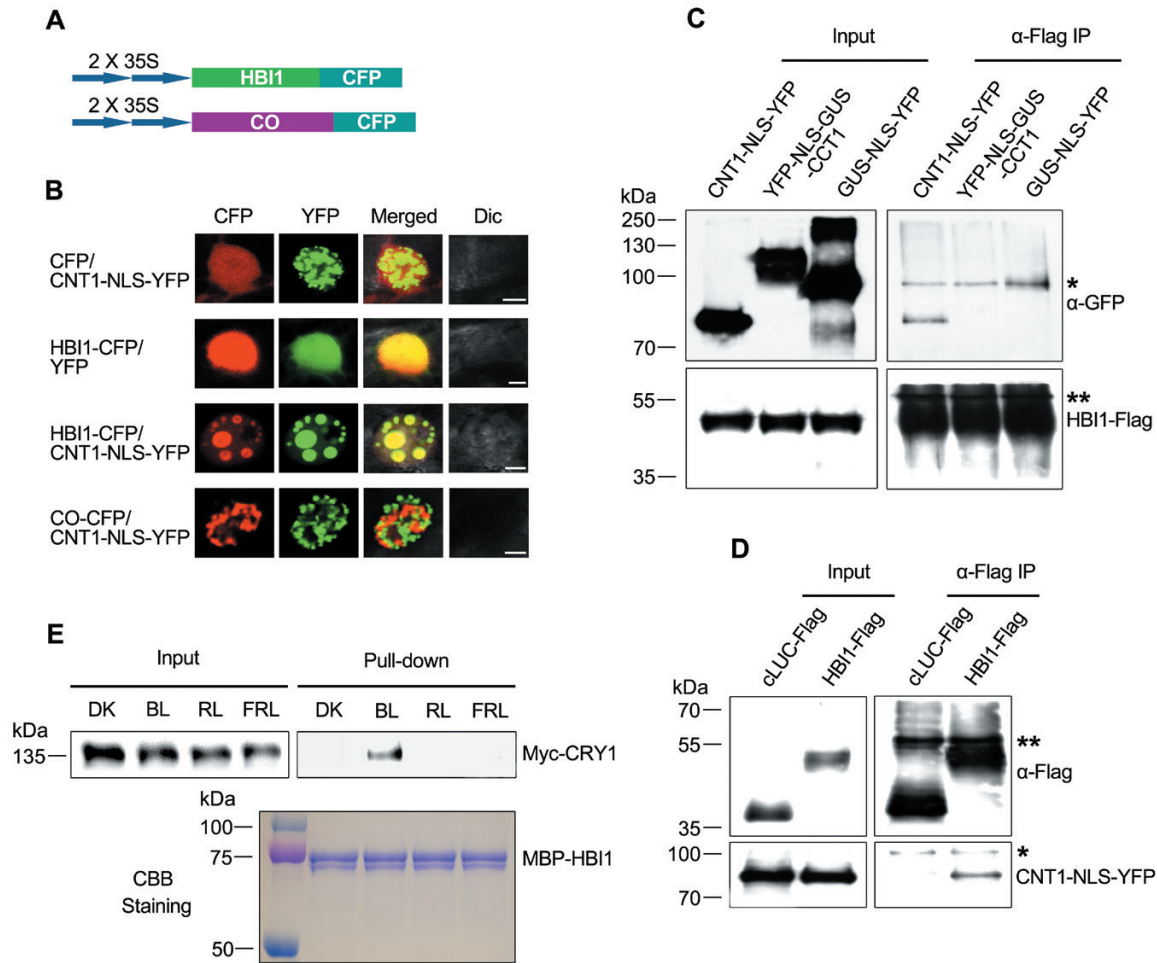 A
2 X 35S
HBI1 CFP
2 X 35S
CO CFP
B
CFP YFP Merged Dic
CFP/
CNT1-NLS-YFP
HBI1-CFP/
YFP
HBI1-CFP/
CNT1-NLS-YFP
CO-CFP/
CNT1-NLS-YFP
C
Input α-Flag IP
CNT1-NLS-YFP
YFP-NLS-GUS
-CCT1
GUS-NLS-YFP
CNT1-NLS-YFP
YFP-NLS-GUS
-CCT1
GUS-NLS-YFP
kDa
250
130
100
70
*
α-GFP
55
35
**
HBI1-Flag
D
Input α-Flag IP
cLUC-Flag
HBI1-Flag
cLUC-Flag
HBI1-Flag
kDa
70
55
35
**
α-Flag
100
70
*
CNT1-NLS-YFP
E
Input Pull-down
DK BL RL FRL DK BL RL FRL
kDa
135
Myc-CRY1
kDa
100
75
50
MBP-HBI1
CBB
Staining